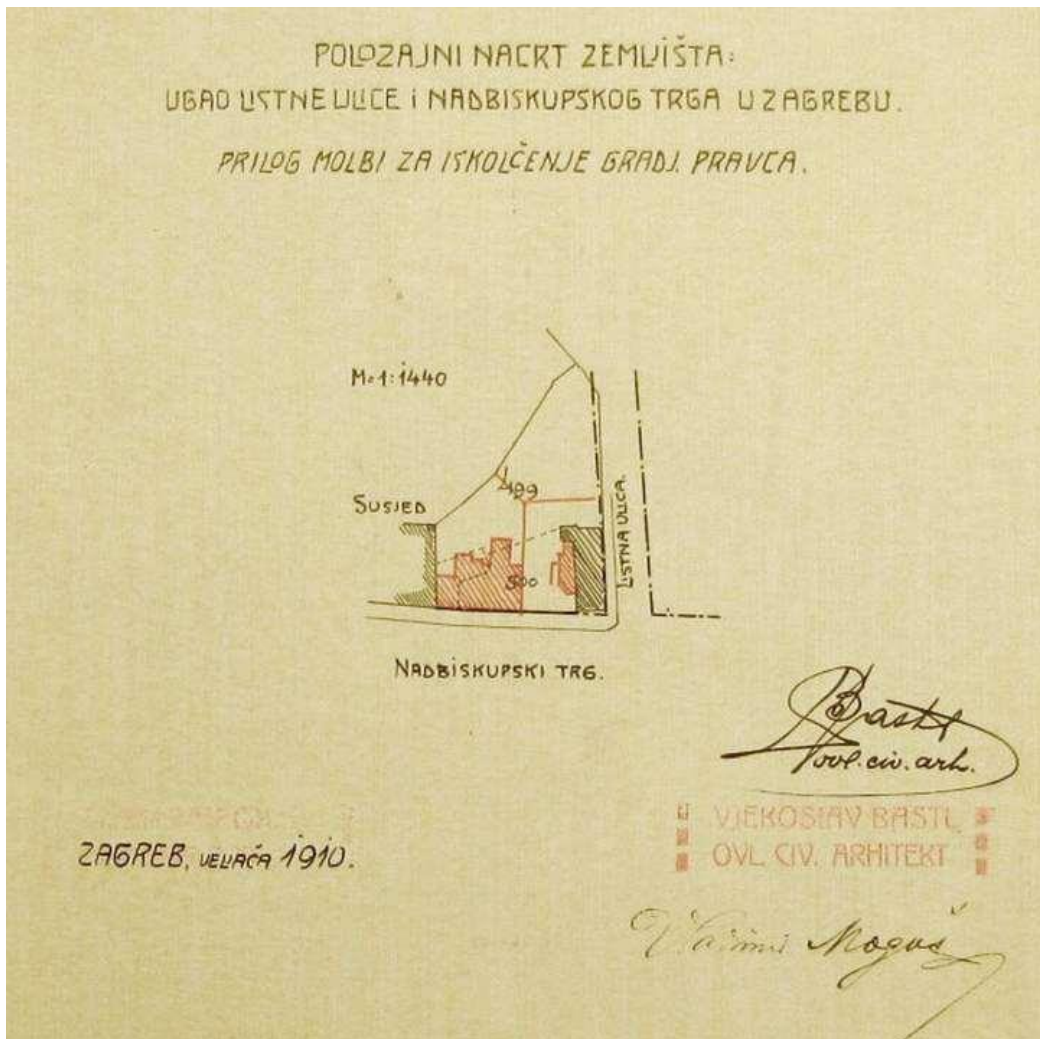 POLOZAJNI NACRT ZEMLJIŠTA:
UGAO LISTNE ULICE I NADBISKUPSKOG TRGA U ZAGREBU.
PRILOG MOLBI ZA ISKOLČENJE GRADJ. PRAVCA.
M=1:1440
499
SUSJED
LISTNA ULICA.
500
NADBISKUPSKI TRG.
Bastl
ovl. civ. arh.
VJEKOSLAV BASTL
OVL. CIV. ARHITEKT
ZAGREB, VELJAČA 1910.